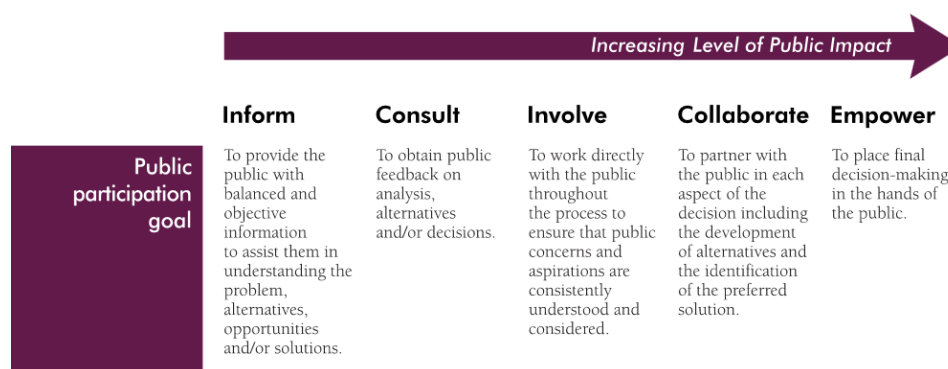 Increasing Level of Public Impact
Inform
Consult
Involve
Collaborate
Empower
Public
participation
goal
To provide the
public with
balanced and
objective
information
to assist them in
understanding the
problem,
alternatives,
opportunities
and/or solutions.
To obtain public
feedback on
analysis,
alternatives
and/or decisions.
To work directly
with the public
throughout
the process to
ensure that public
concerns and
aspirations are
consistently
understood and
considered.
To partner with
the public in each
aspect of the
decision including
the development
of alternatives and
the identification
of the preferred
solution.
To place final
decision-making
in the hands of
the public.